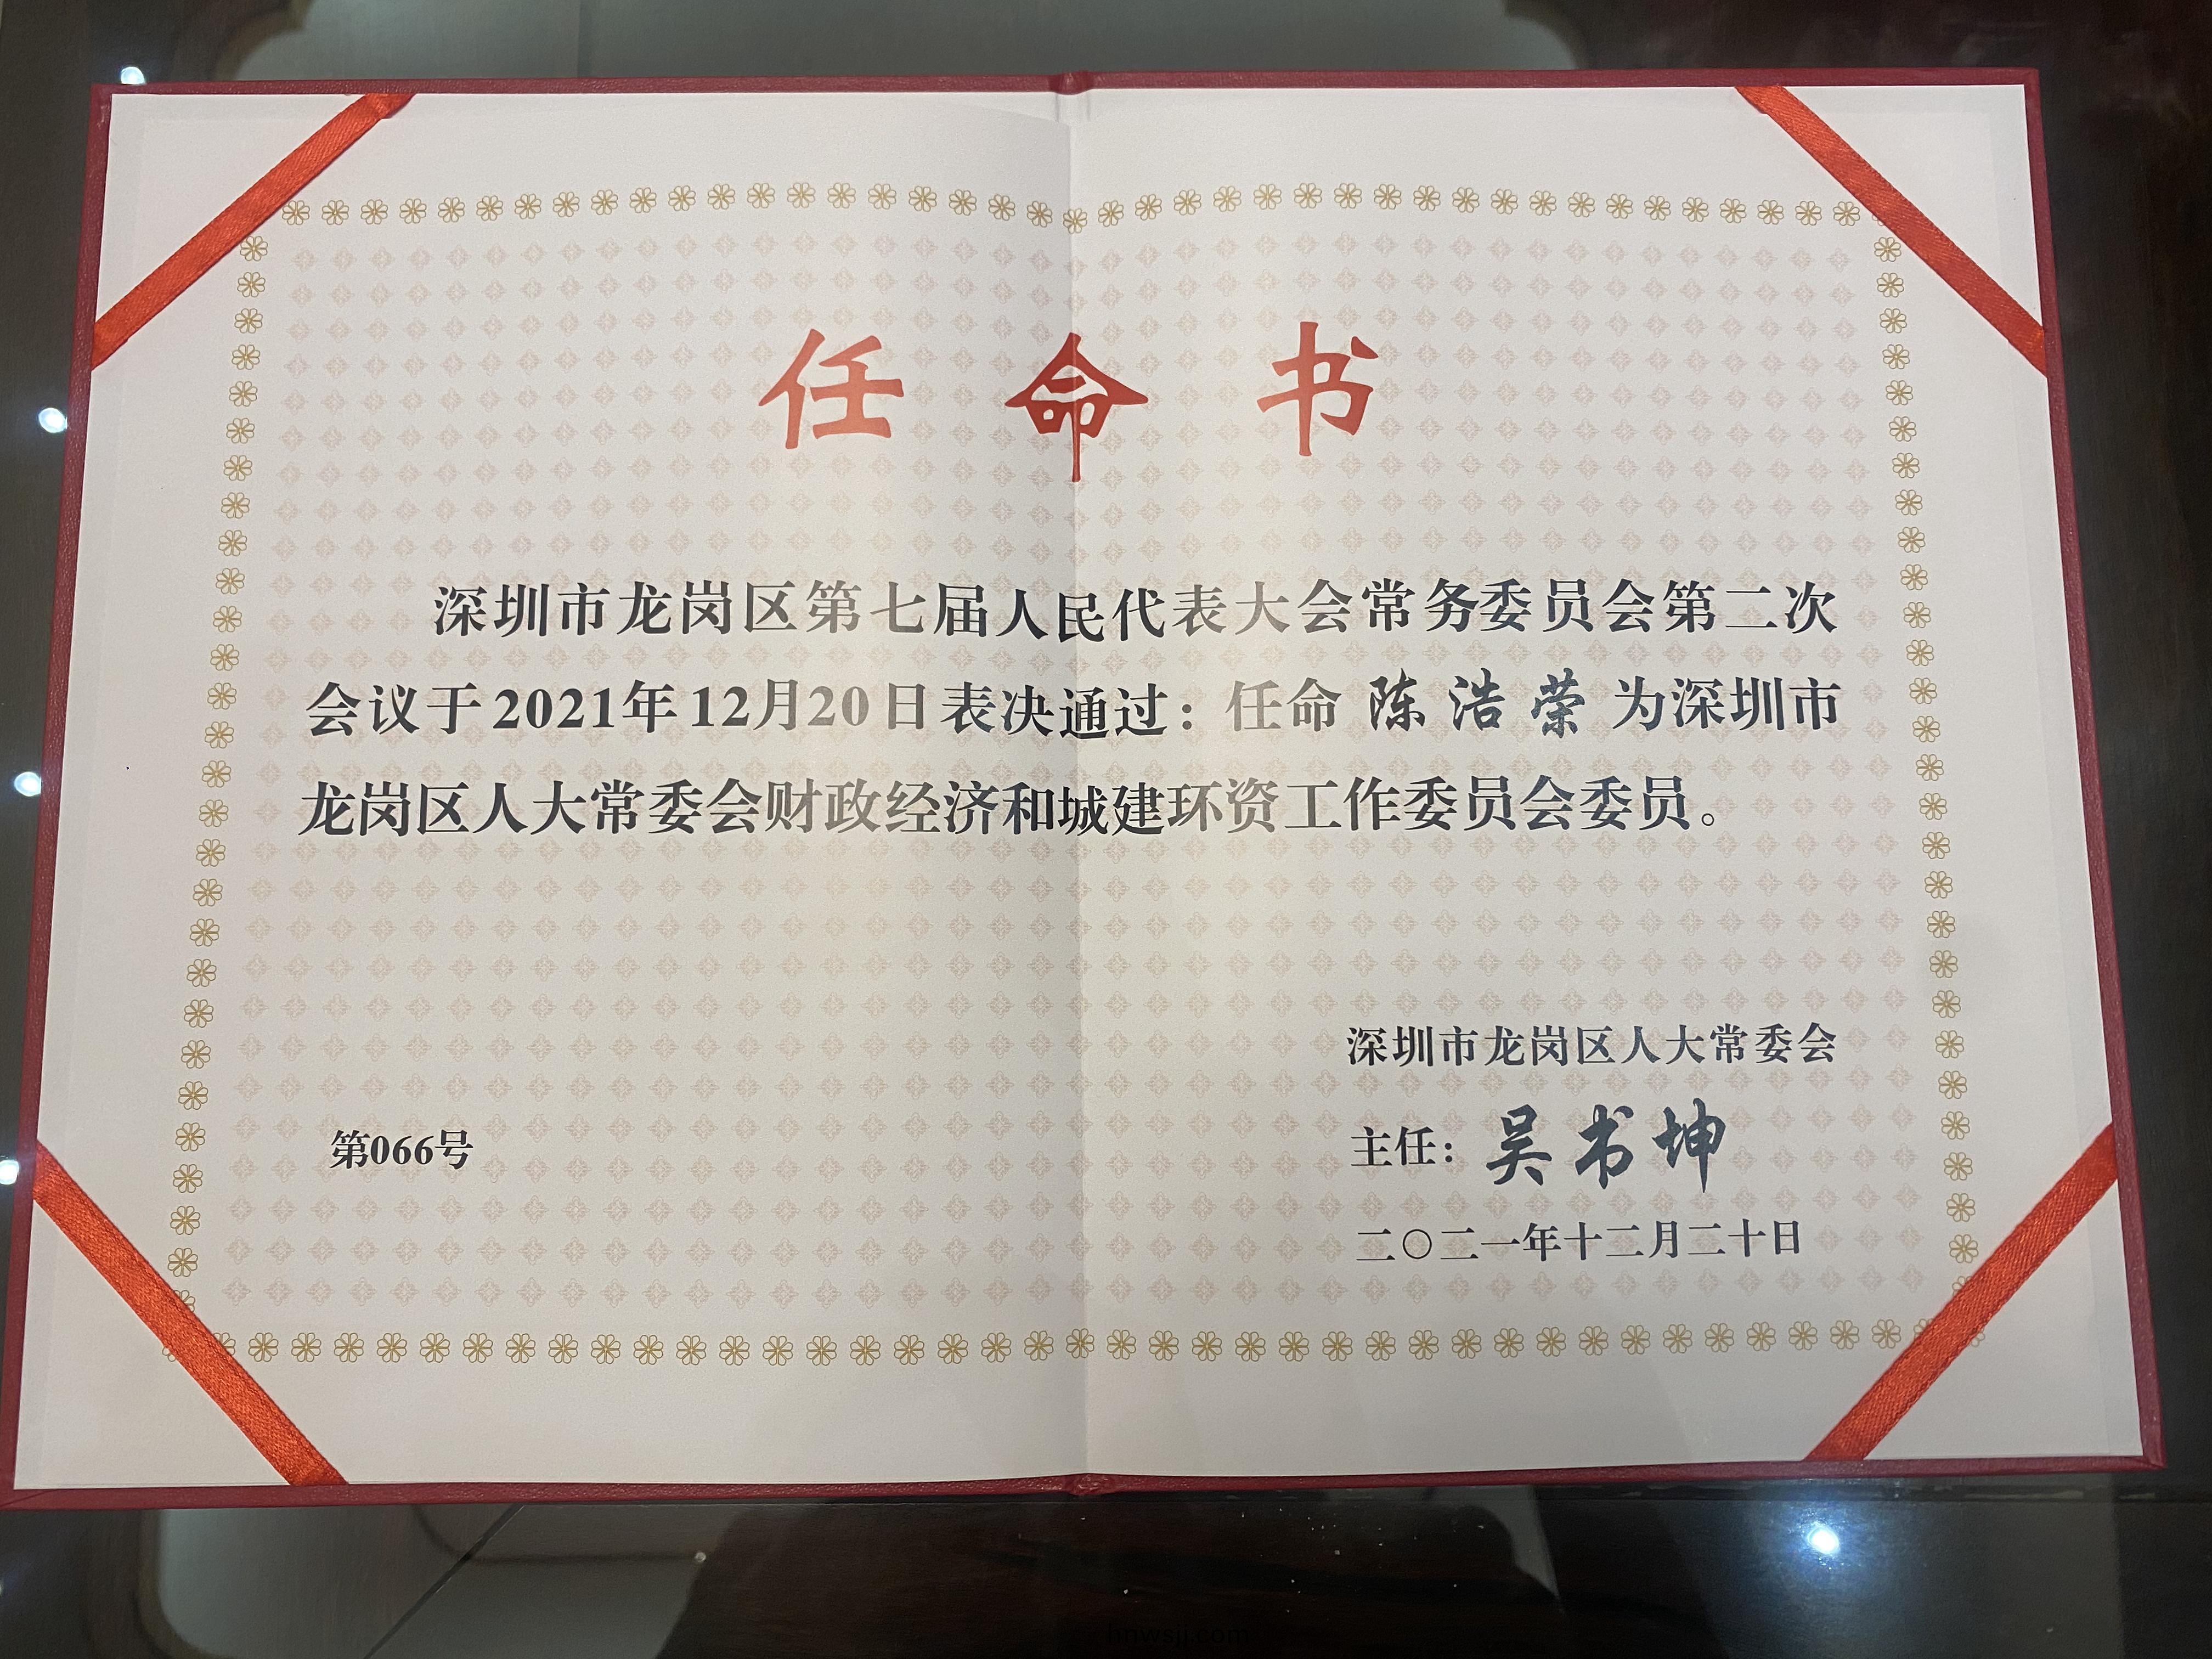 任命书
深圳市龙岗区第七届人民代表大会常务委员会第二次
会议于2021年12月20日表决通过：任命 陈浩荣 为深圳市
龙岗区人大常委会财政经济和城建环资工作委员会委员。
深圳市龙岗区人大常委会
第066号
主任：吴书坤
二〇二一年十二月二十日
hnwsjj.com